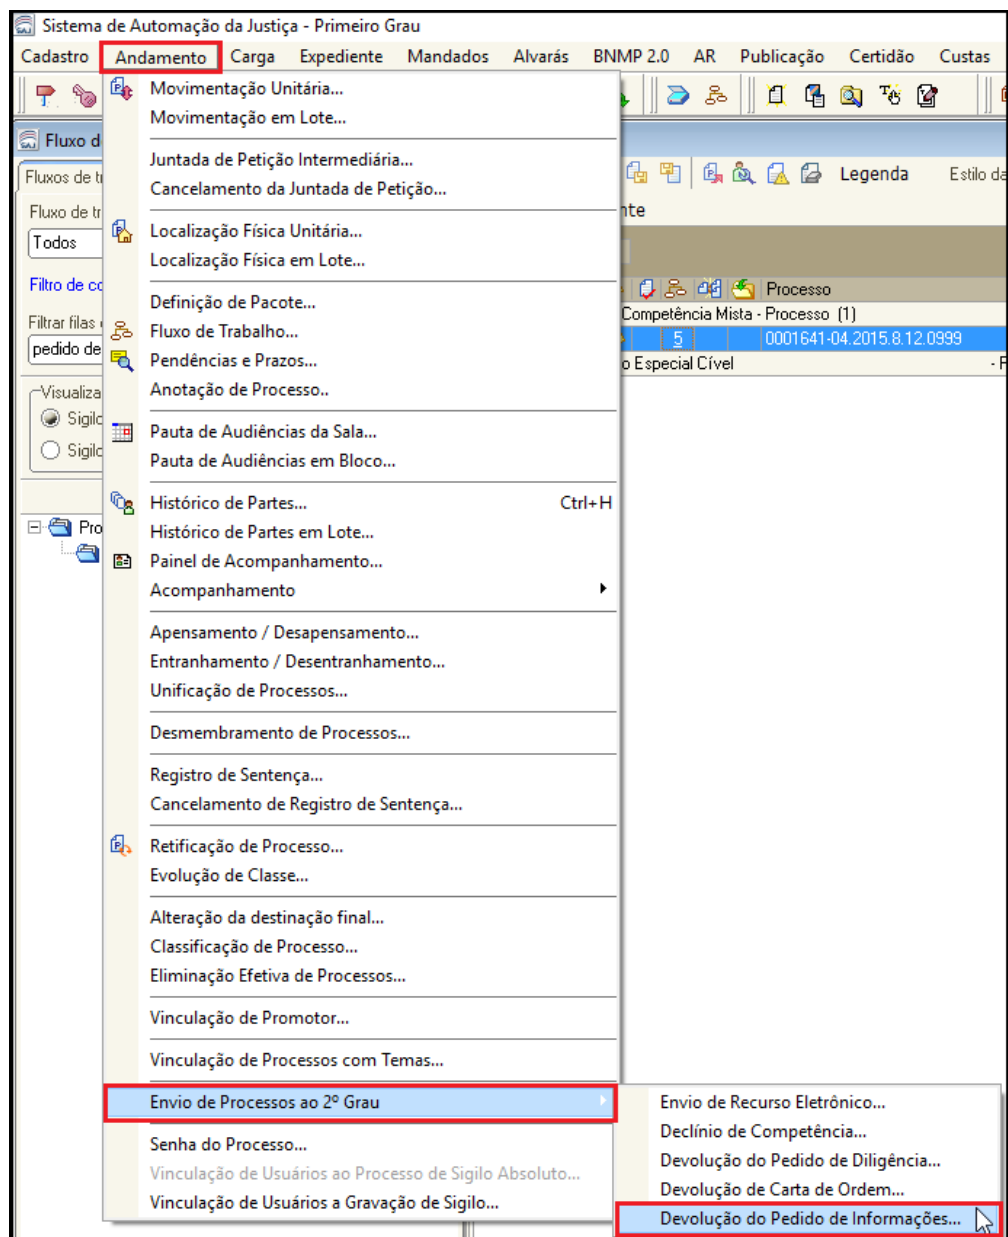 Sistema de Automação da Justiça - Primeiro Grau
Cadastro Andamento Carga Expediente Mandados Alvarás BNMP 2.0 AR Publicação Certidão Custas
Movimentação Unitária...
Movimentação em Lote...
Fluxo d
Juntada de Petição Intermediária...
Fluxos de t
Legenda
Estilo da
Cancelamento da Juntada de Petição...
Fluxo de tr
nte
Localização Física Unitária...
Todos
Localização Física em Lote...
Filtro de co
Processo
Definição de Pacote...
Competência Mista - Processo (1)
Filtrar filas
Fluxo de Trabalho...
5 0001641-04.2015.8.12.0999
pedido de
Pendências e Prazos...
o Especial Cível - P
Anotação de Processo..
Visualiza
Sigilo
Pauta de Audiências da Sala...
Sigilo
Pauta de Audiências em Bloco...
Histórico de Partes... Ctrl+H
Pro
Histórico de Partes em Lote...
Painel de Acompanhamento...
Acompanhamento
Apensamento / Desapensamento...
Entranhamento / Desentranhamento...
Unificação de Processos...
Desmembramento de Processos...
Registro de Sentença...
Cancelamento de Registro de Sentença...
Retificação de Processo...
Evolução de Classe...
Alteração da destinação final...
Classificação de Processo...
Eliminação Efetiva de Processos...
Vinculação de Promotor...
Vinculação de Processos com Temas...
Envio de Processos ao 2º Grau
Envio de Recurso Eletrônico...
Declínio de Competência...
Senha do Processo...
Devolução do Pedido de Diligência...
Vinculação de Usuários ao Processo de Sigilo Absoluto...
Devolução de Carta de Ordem...
Vinculação de Usuários a Gravação de Sigilo...
Devolução do Pedido de Informações...